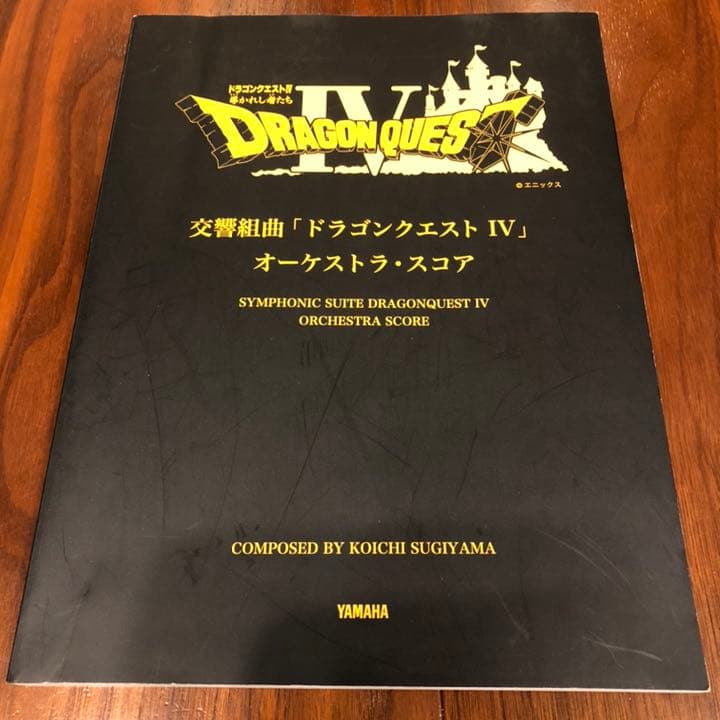 ドラゴンクエストIV
導かれし者たち
IV
DRAGON QUEST
©エニックス
交響組曲「ドラゴンクエスト IV」
オーケストラ・スコア
SYMPHONIC SUITE DRAGONQUEST IV
ORCHESTRA SCORE
COMPOSED BY KOICHI SUGIYAMA
YAMAHA